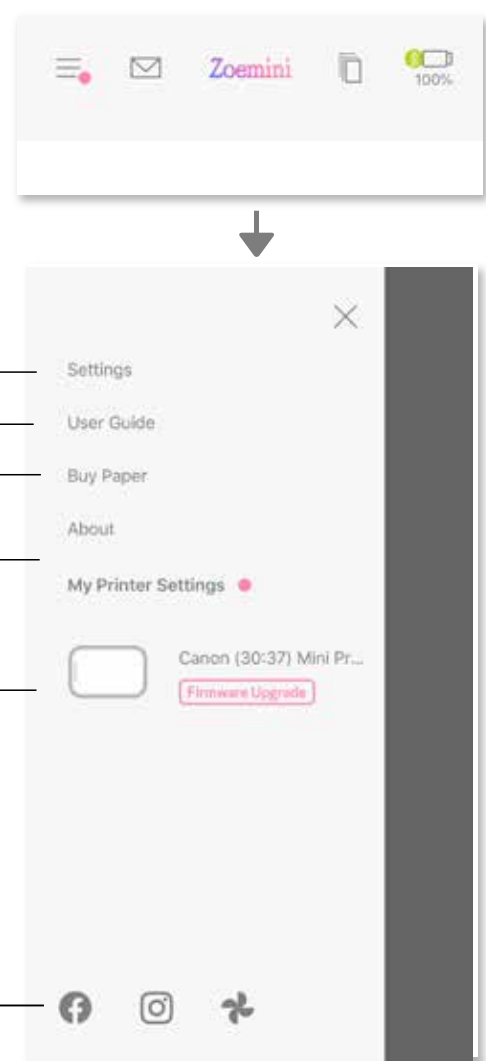 Zoemini
100%
Settings
User Guide
Buy Paper
About
My Printer Settings
Canon (30:37) Mini Pr...
Firmware Upgrade